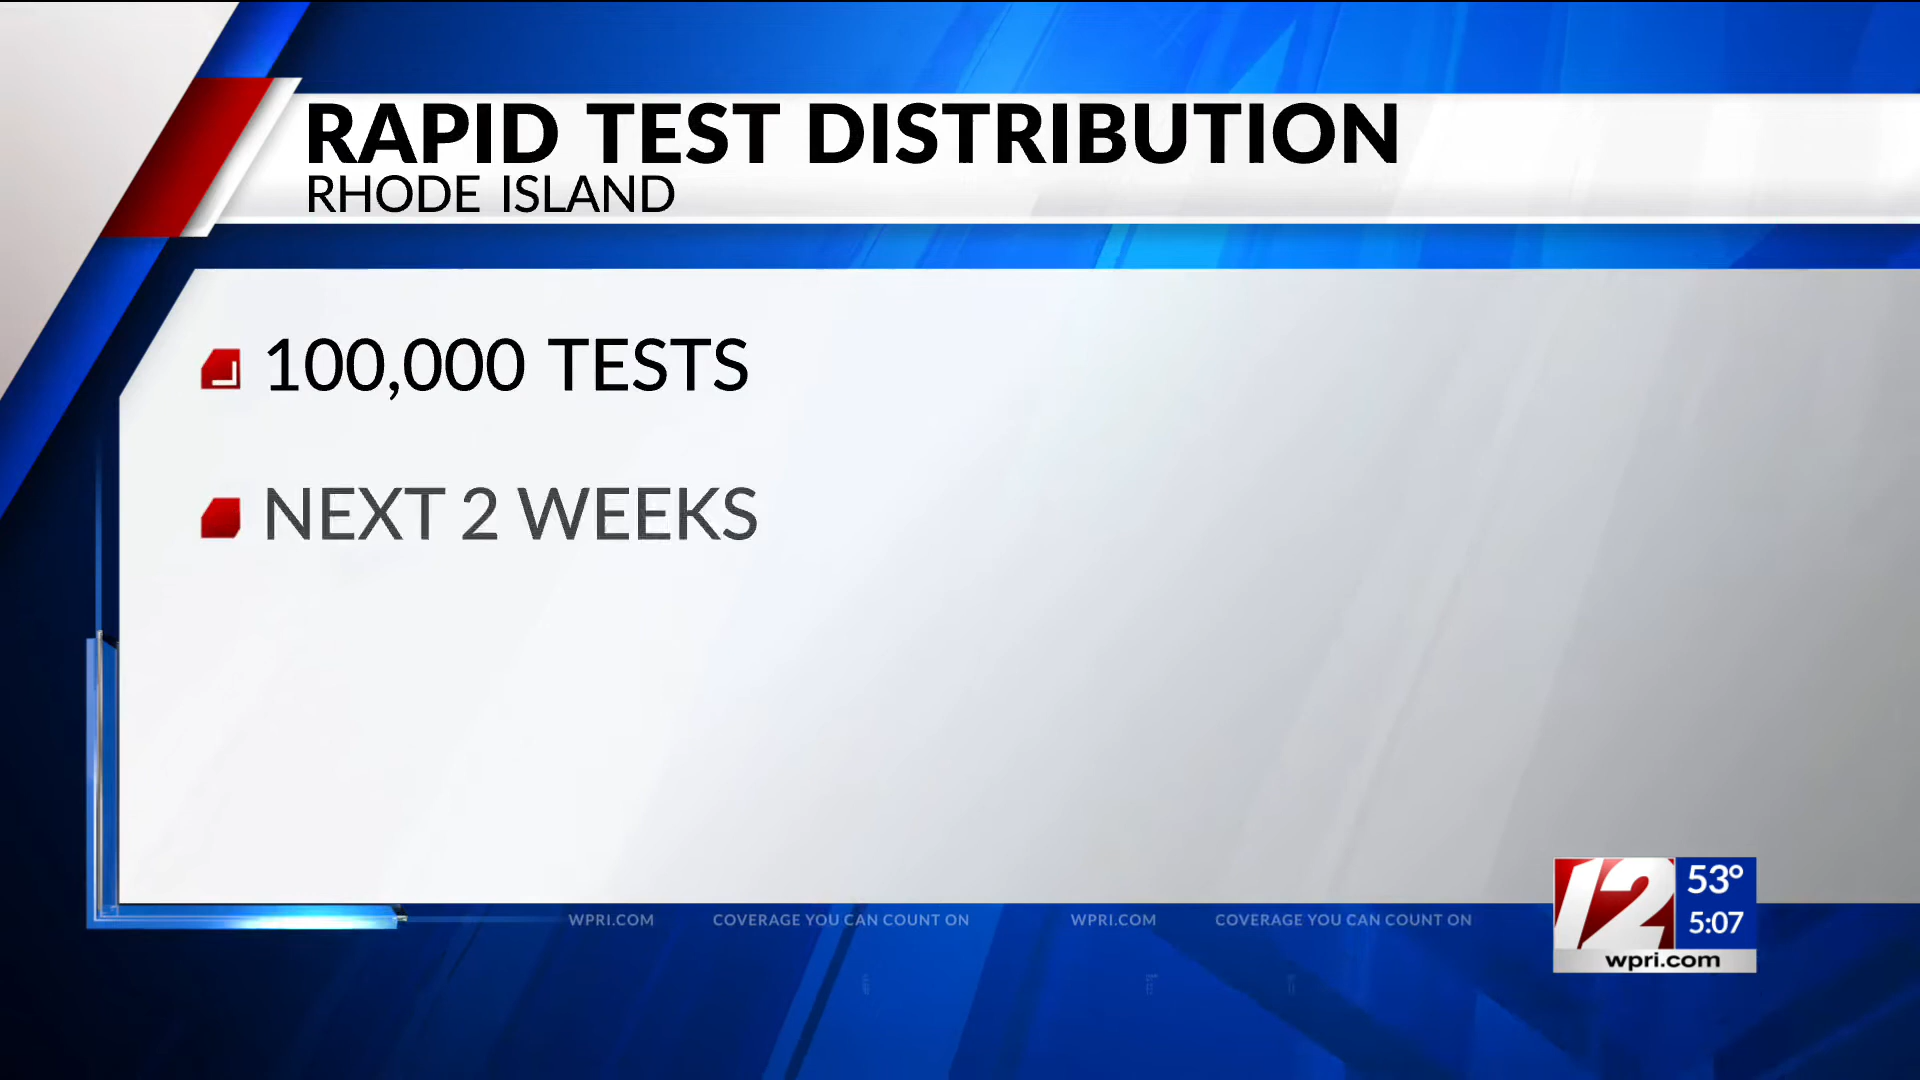 RAPID TEST DISTRIBUTION
RHODE ISLAND
100,000 TESTS
NEXT 2 WEEKS
WPRI.COM COVERAGE YOU CAN COUNT ON WPRI.COM COVERAGE YOU CAN COUNT ON
12
53°
5:07
wpri.com